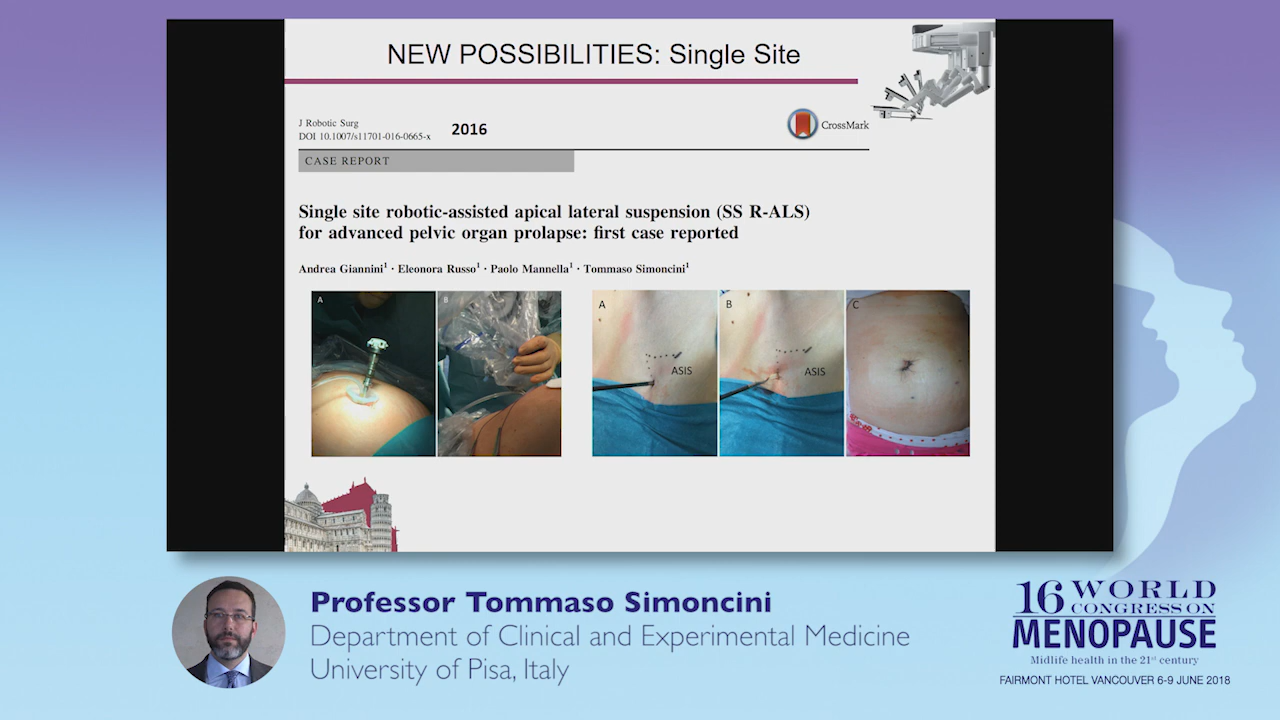 NEW POSSIBILITIES: Single Site
J Robotic Surg
DOI 10.1007/s11701-016-0665-x
2016
CrossMark
CASE REPORT
Single site robotic-assisted apical lateral suspension (SS R-ALS)
for advanced pelvic organ prolapse: first case reported
Andrea Giannini1 · Eleonora Russo1 · Paolo Mannella1 · Tommaso Simoncini1
A
B
A
ASIS
B
ASIS
C
Professor Tommaso Simoncini
Department of Clinical and Experimental Medicine
University of Pisa, Italy
16 WORLD
CONGRESS ON
MENOPAUSE
Midlife health in the 21st century
FAIRMONT HOTEL VANCOUVER 6-9 JUNE 2018